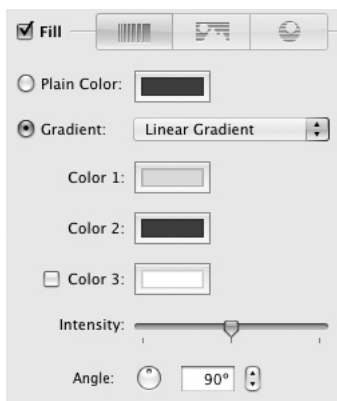 Fill
Plain Color:
Gradient: Linear Gradient
Color 1:
Color 2:
Color 3:
Intensity:
Angle: 90°